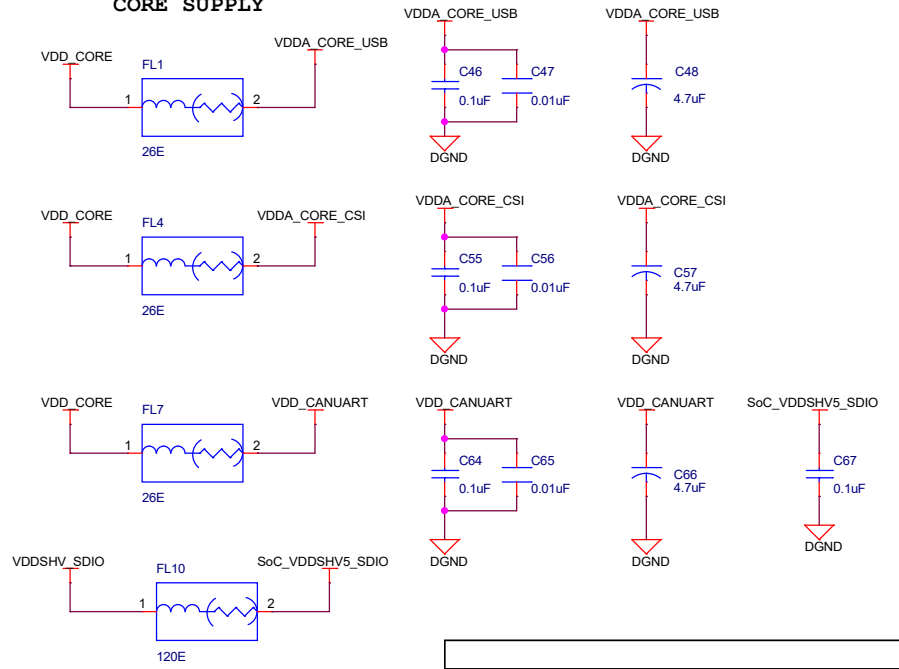 CORE SUPPLY
VDD_CORE
FL1
VDDA_CORE_USB
1
2
26E
VDDA_CORE_USB
C46
0.1uF
C47
0.01uF
DGND
VDDA_CORE_USB
C48
4.7uF
DGND
VDD_CORE
FL4
VDDA_CORE_CSI
1
2
26E
VDDA_CORE_CSI
C55
0.1uF
C56
0.01uF
DGND
VDDA_CORE_CSI
C57
4.7uF
DGND
VDD_CORE
FL7
VDD_CANUART
1
2
26E
VDD_CANUART
C64
0.1uF
C65
0.01uF
DGND
VDD_CANUART
C66
4.7uF
DGND
SoC_VDDSHV5_SDIO
C67
0.1uF
DGND
VDDSHV_SDIO
FL10
SoC_VDDSHV5_SDIO
1
2
120E